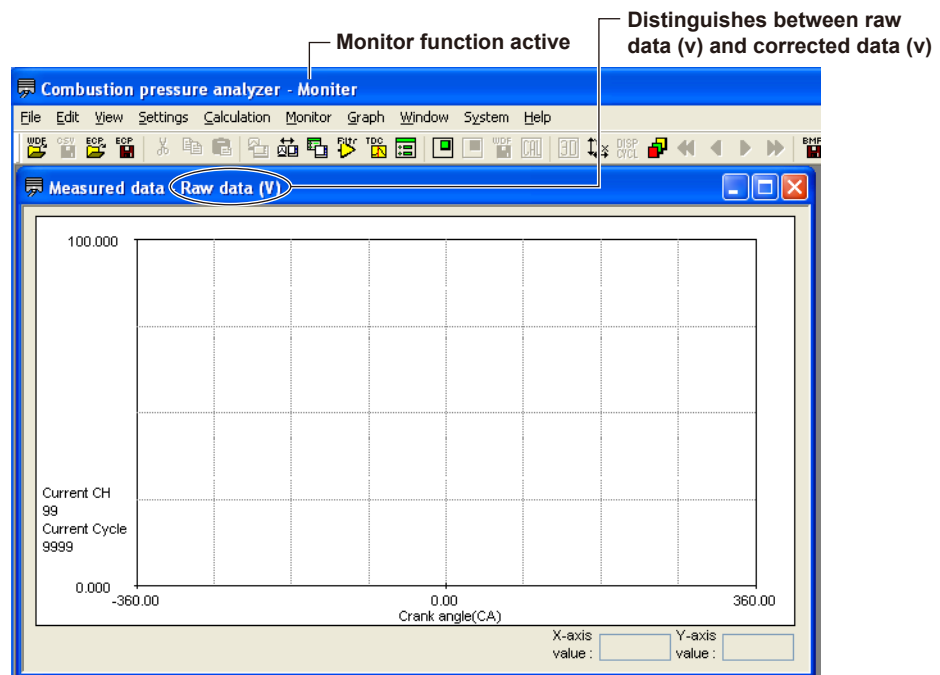 Distinguishes between raw
data (v) and corrected data (v)
Monitor function active
Combustion pressure analyzer - Moniter
File Edit View Settings Calculation Monitor Graph Window System Help
WDF CSV ECP ECP Filtr TDC WDF CAL 3D DISP CYCL BMP
Measured data Raw data (V)
100.000
Current CH
99
Current Cycle
9999
0.000
-360.00 0.00 360.00
Crank angle(CA)
X-axis value : Y-axis value :